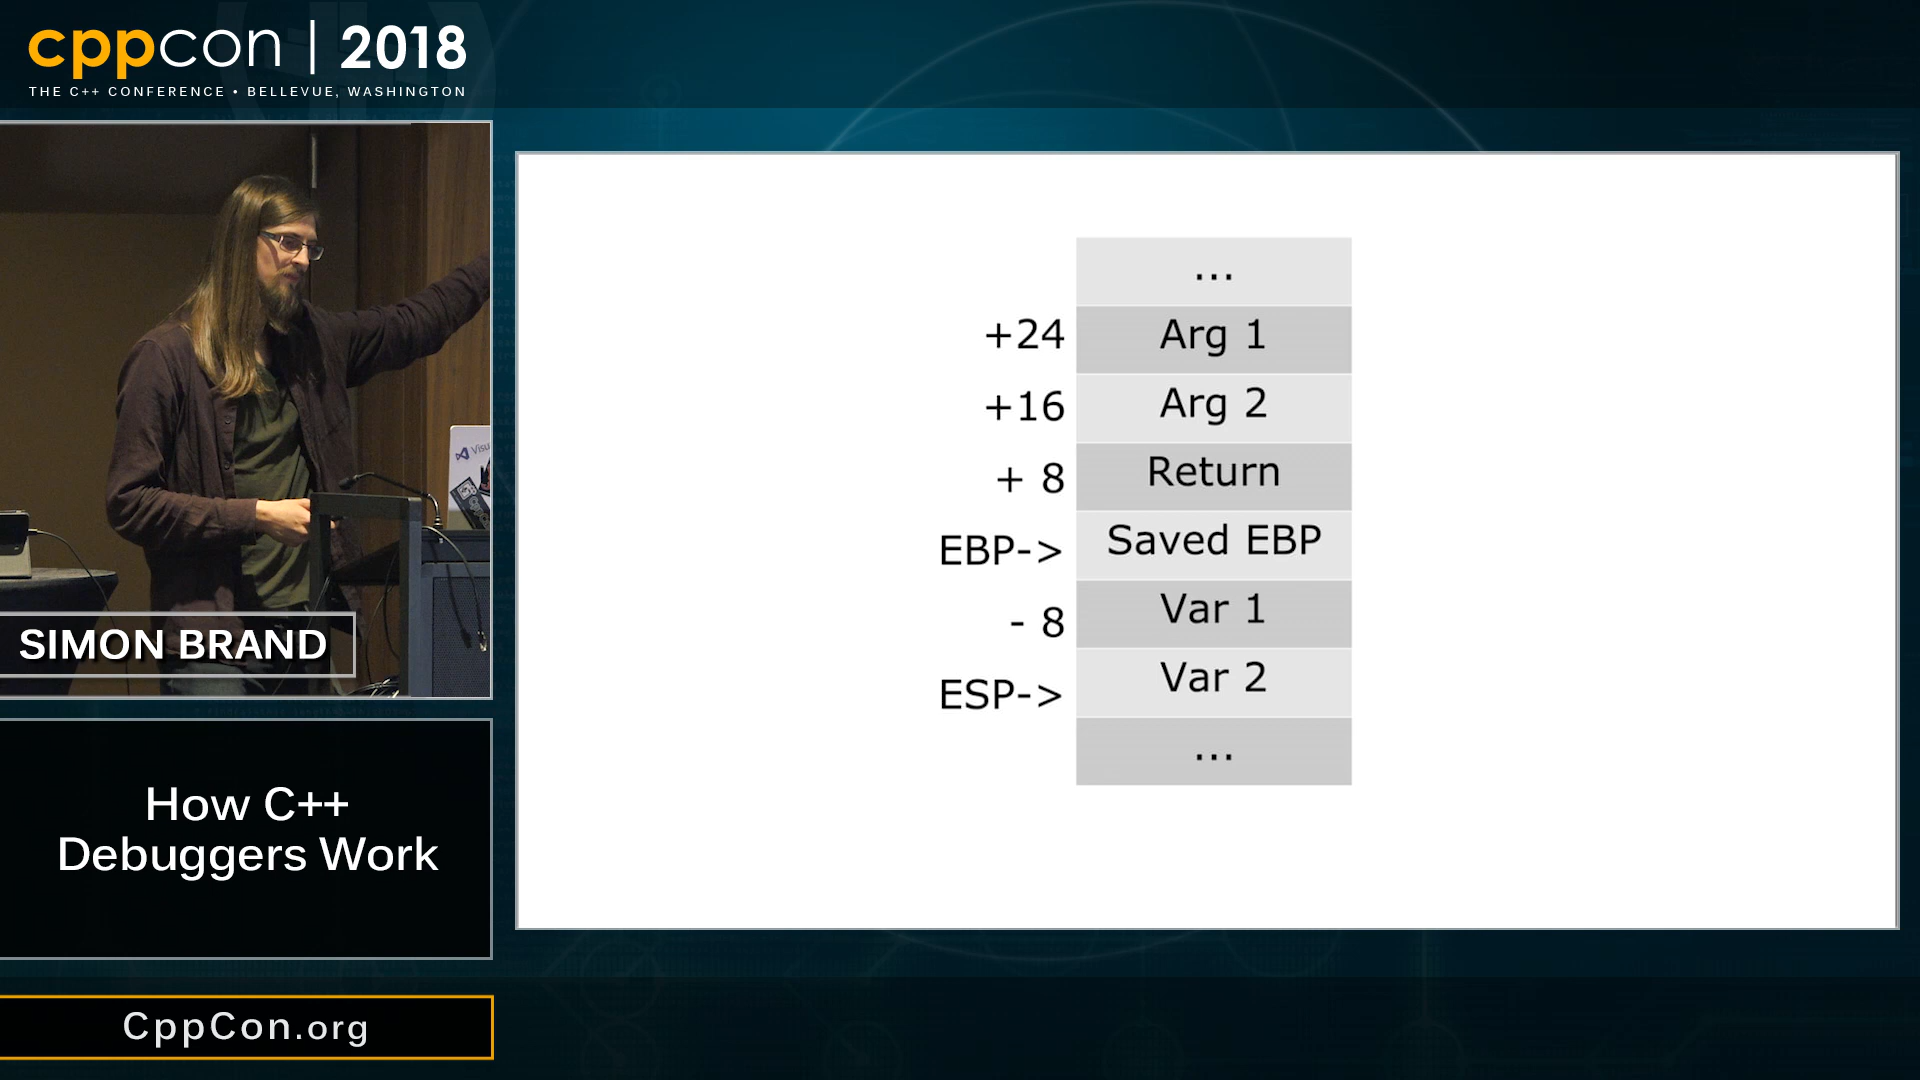 cppcon | 2018
THE C++ CONFERENCE • BELLEVUE, WASHINGTON
Visu
SIMON BRAND
How C++
Debuggers Work
CppCon.org
...
+24 Arg 1
+16 Arg 2
+ 8 Return
EBP-> Saved EBP
- 8 Var 1
ESP-> Var 2
...